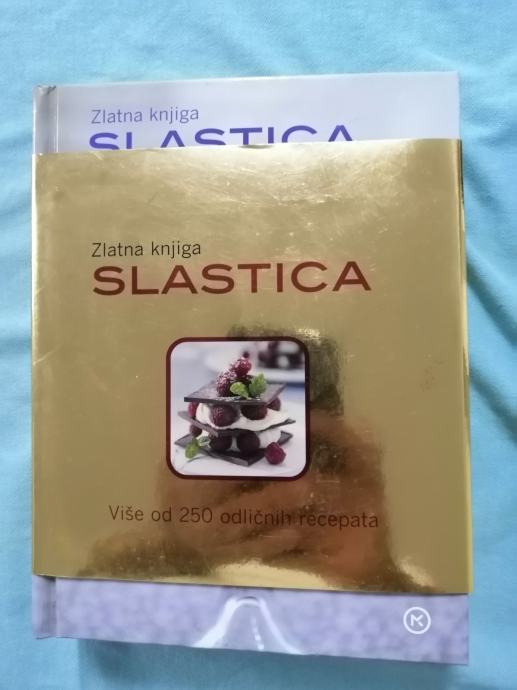 Zlatna knjiga
SLASTICA
Zlatna knjiga
SLASTICA
Više od 250 odličnih recepata